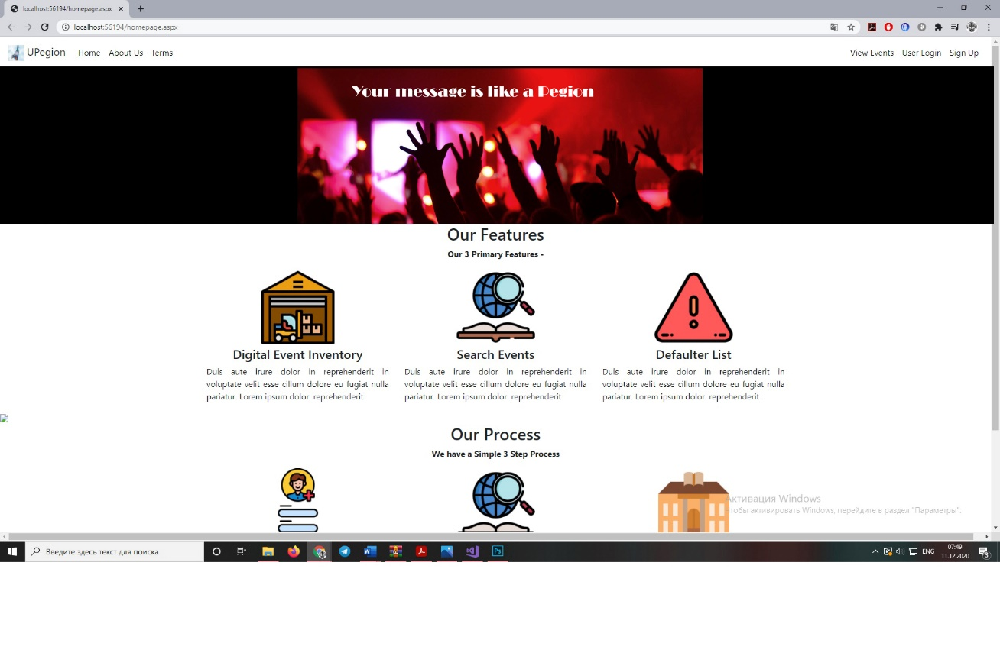 localhost:56194/homepage.aspx
localhost:56194/homepage.aspx
UPegion Home About Us Terms View Events User Login Sign Up
Your message is like a Pegion
Our Features
Our 3 Primary Features -
Digital Event Inventory
Duis aute irure dolor in reprehenderit in
voluptate velit esse cillum dolore eu fugiat nulla
pariatur. Lorem ipsum dolor. reprehenderit
Search Events
Duis aute irure dolor in reprehenderit in
voluptate velit esse cillum dolore eu fugiat nulla
pariatur. Lorem ipsum dolor. reprehenderit
Defaulter List
Duis aute irure dolor in reprehenderit in
voluptate velit esse cillum dolore eu fugiat nulla
pariatur. Lorem ipsum dolor. reprehenderit
Our Process
We have a Simple 3 Step Process
Активация Windows
Чтобы активировать Windows, перейдите в раздел "Параметры".
Введите здесь текст для поиска
W
Ps
ENG
07:49
11.12.2020
3